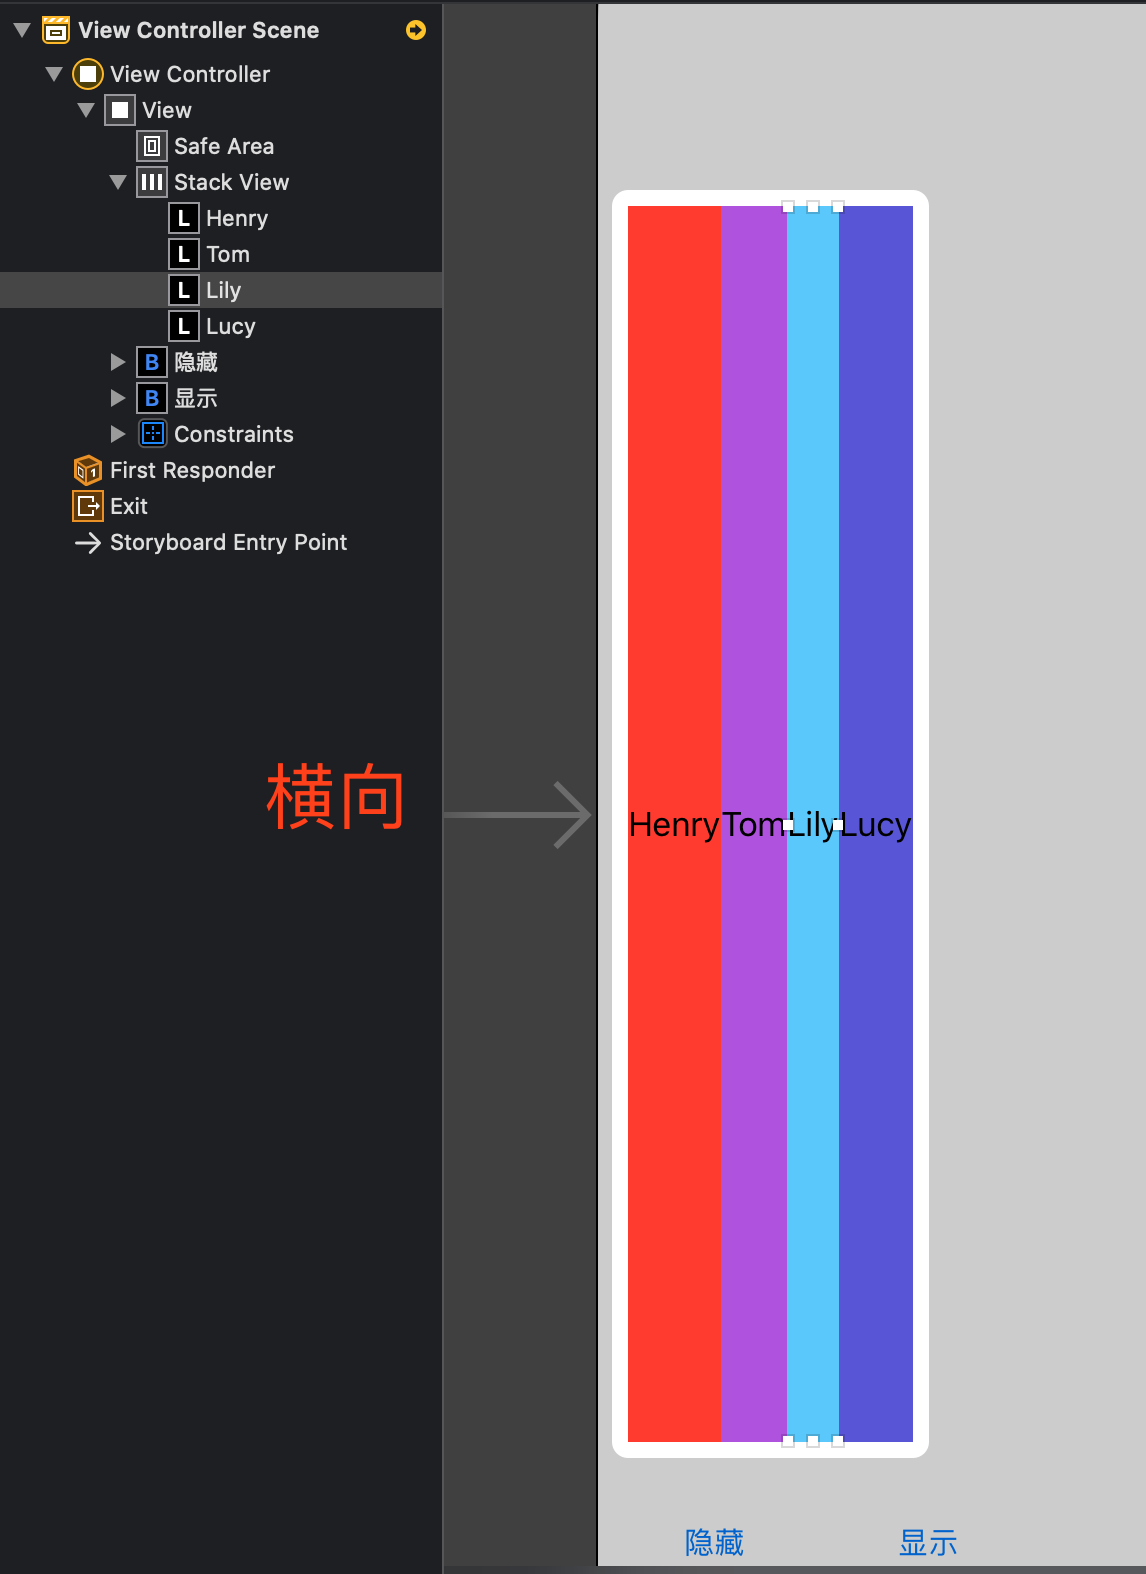 View Controller Scene
View Controller
View
Safe Area
Stack View
L Henry
L Tom
L Lily
L Lucy
B 隐藏
B 显示
Constraints
First Responder
Exit
Storyboard Entry Point
横向
Henry Tom Lily Lucy
隐藏 显示